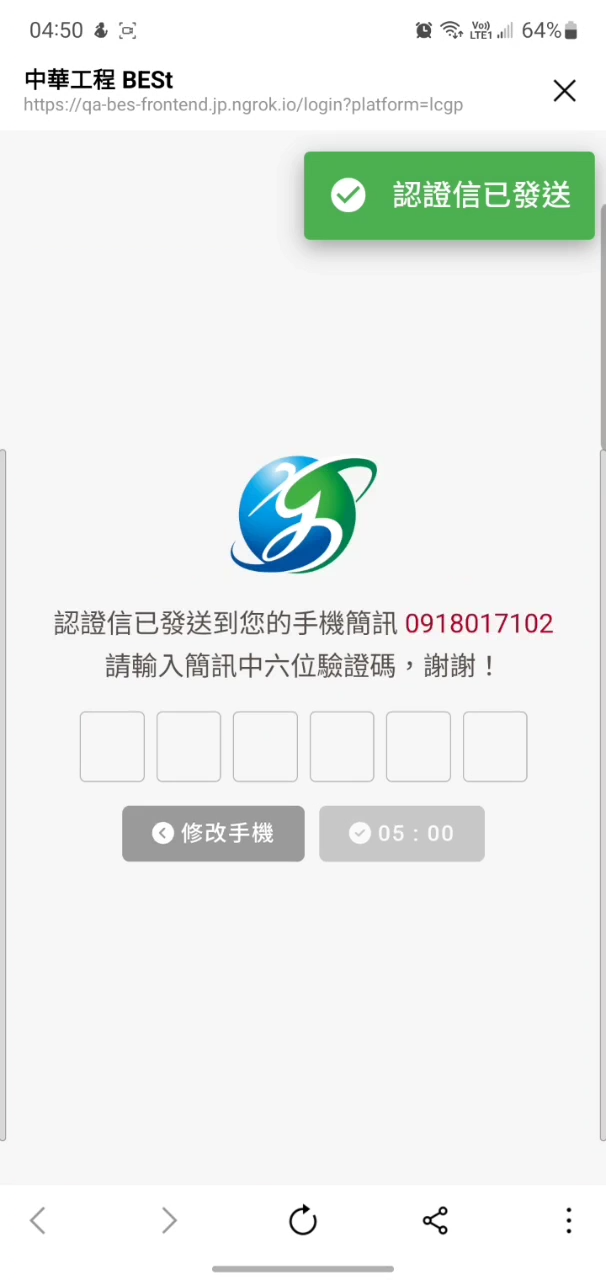 04:50 Vo)) LTE1 64%
中華工程 BESt
https://qa-bes-frontend.jp.ngrok.io/login?platform=lcgp
認證信已發送
認證信已發送到您的手機簡訊 0918017102
請輸入簡訊中六位驗證碼，謝謝！
修改手機 05 : 00